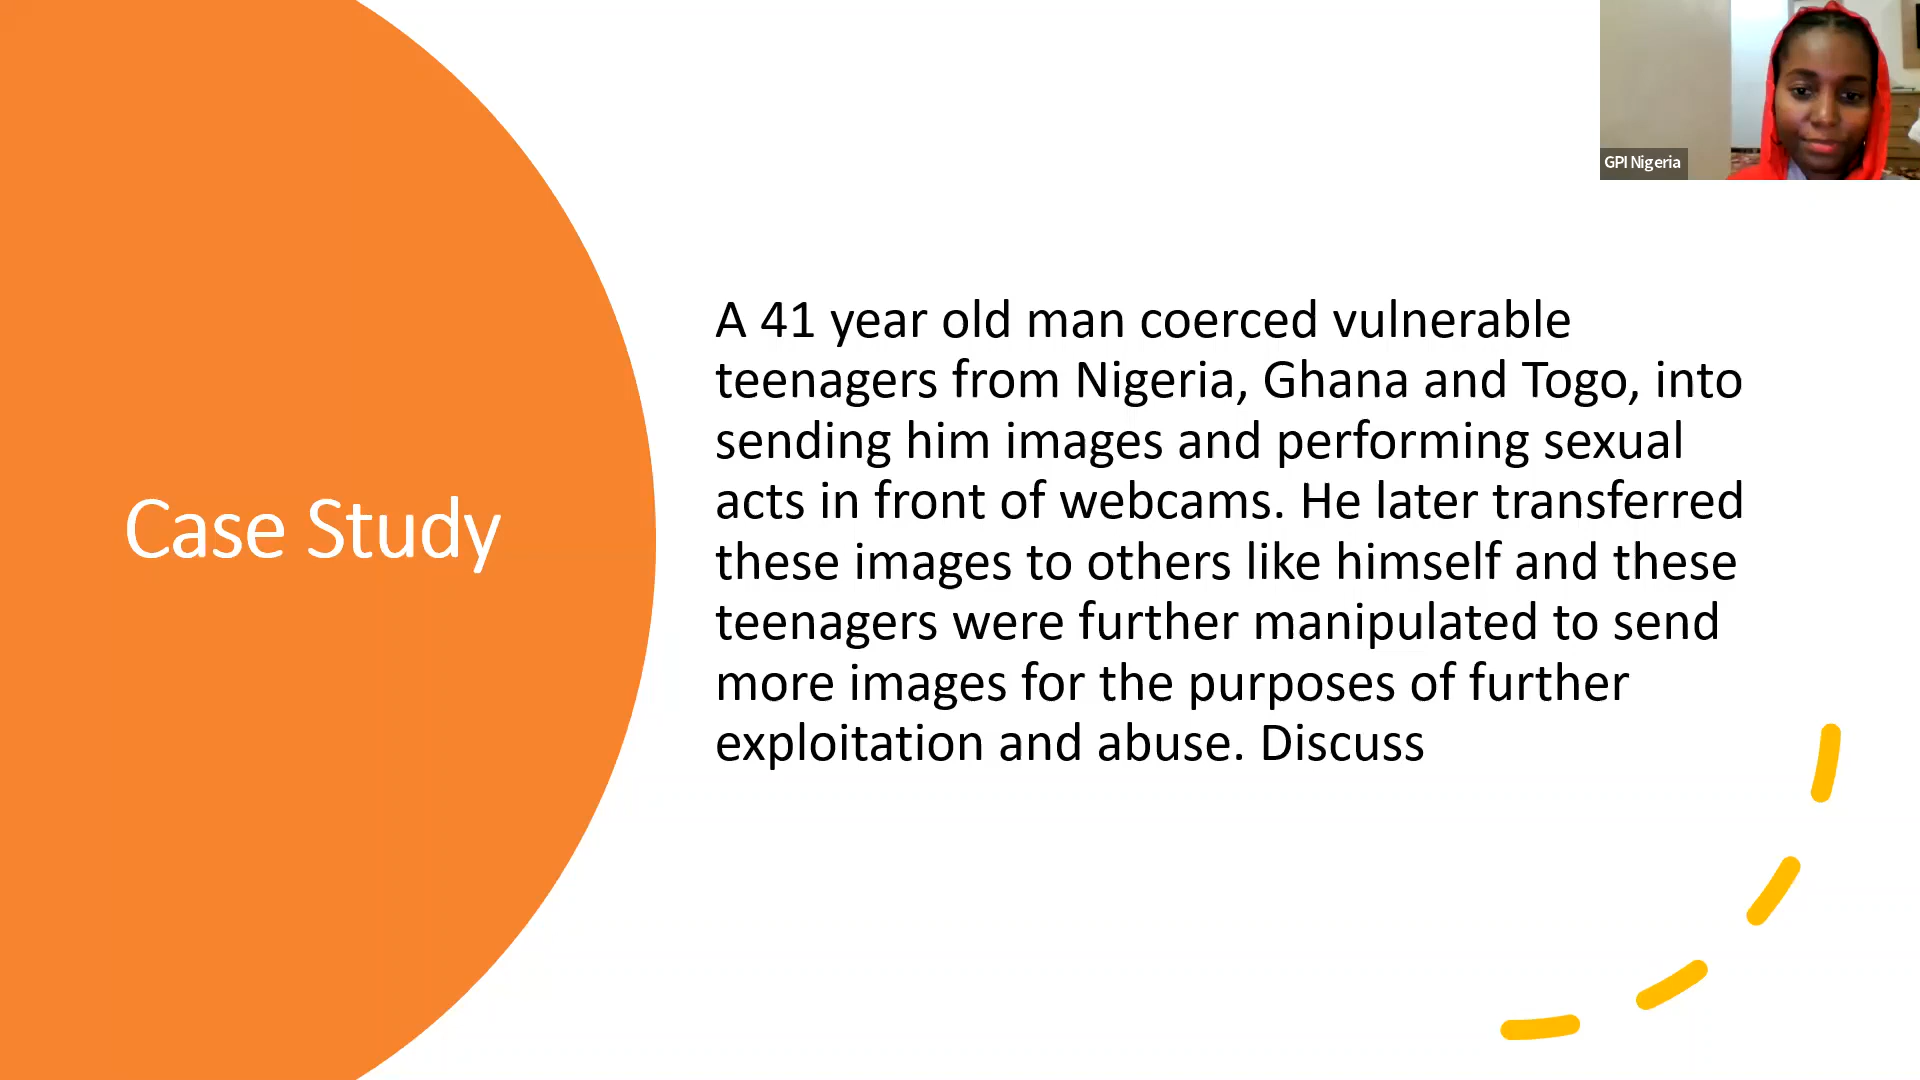 GPI Nigeria
Case Study
A 41 year old man coerced vulnerable
teenagers from Nigeria, Ghana and Togo, into
sending him images and performing sexual
acts in front of webcams. He later transferred
these images to others like himself and these
teenagers were further manipulated to send
more images for the purposes of further
exploitation and abuse. Discuss